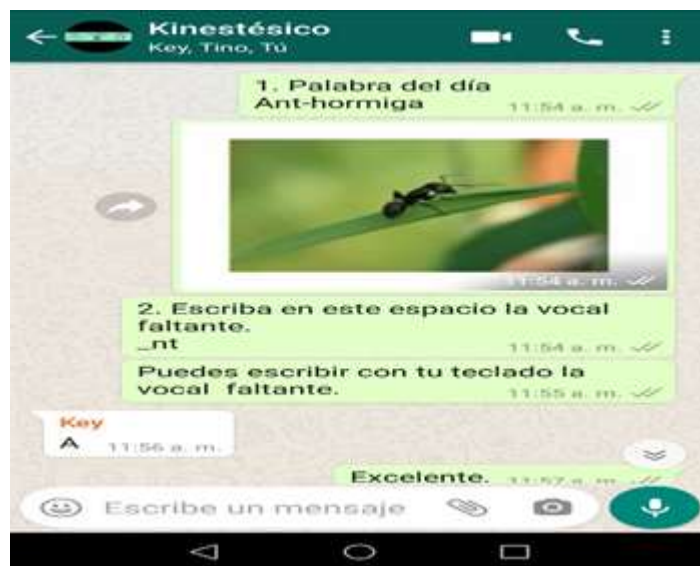 Kinestésico
Key, Tino, Tú
1. Palabra del día
Ant-hormiga 11:54 a. m.
11:54 a. m.
2. Escriba en este espacio la vocal
faltante.
_nt 11:54 a. m.
Puedes escribir con tu teclado la
vocal faltante. 11:55 a. m.
Key
A 11:56 a. m.
Excelente. 11:57 a. m.
Escribe un mensaje